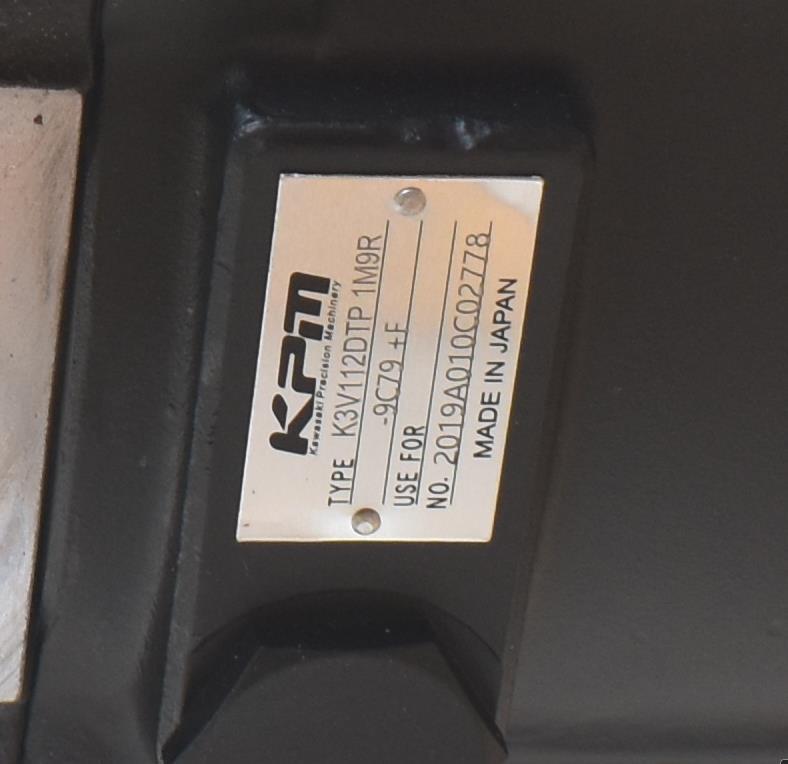 KPM
Kawasaki Precision Machinery
TYPE K3V112DTP 1M9R
-9C79 +F
USE FOR
NO. 2019A010C02778
MADE IN JAPAN